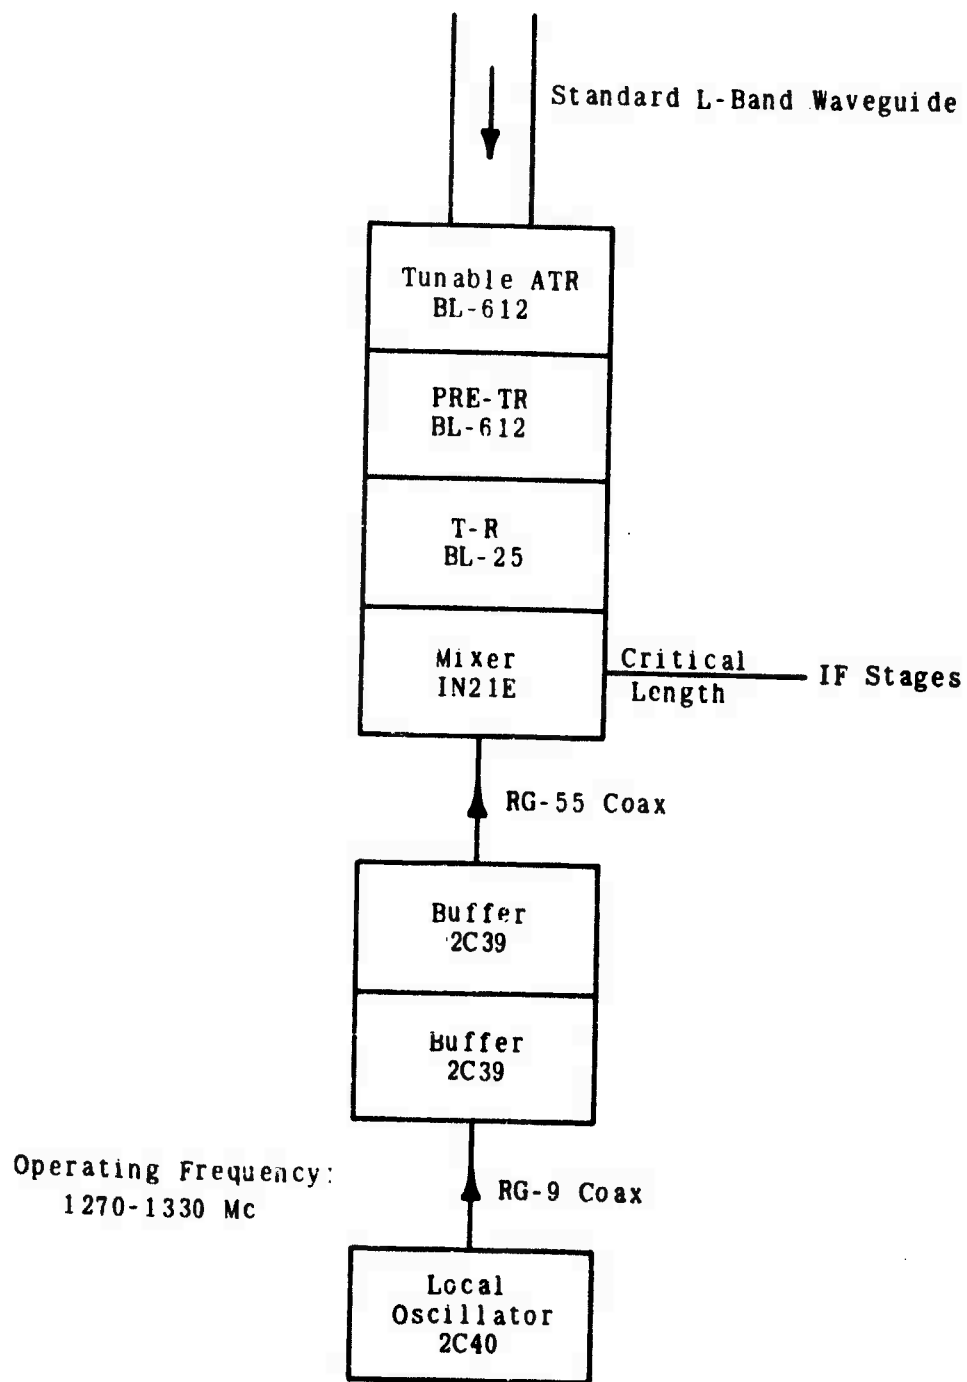 Standard L-Band Waveguide
Tunable ATR
BL-612
PRE-TR
BL-612
T-R
BL-25
Mixer
IN21E
Critical
Length
IF Stages
RG-55 Coax
Buffer
2C39
Buffer
2C39
Operating Frequency:
1270-1330 Mc
RG-9 Coax
Local
Oscillator
2C40